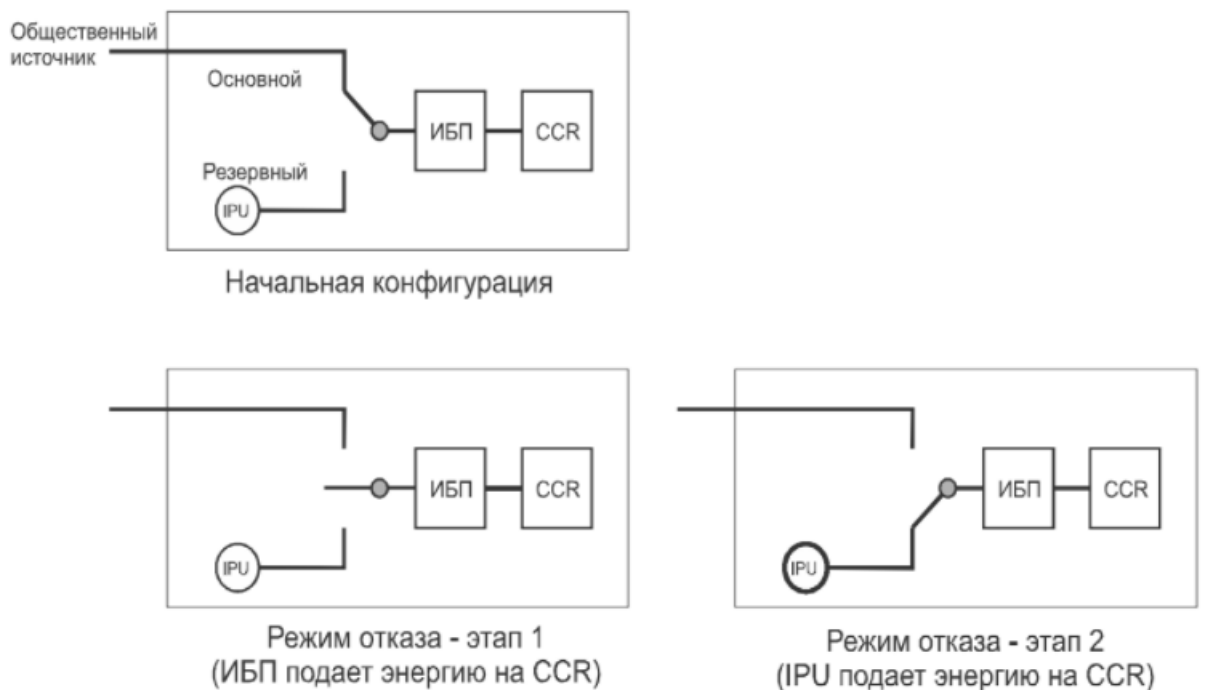 Общественный
источник
Основной
ИБП
CCR
Резервный
IPU
Начальная конфигурация
ИБП
CCR
IPU
Режим отказа - этап 1
(ИБП подает энергию на CCR)
ИБП
CCR
IPU
Режим отказа - этап 2
(IPU подает энергию на CCR)